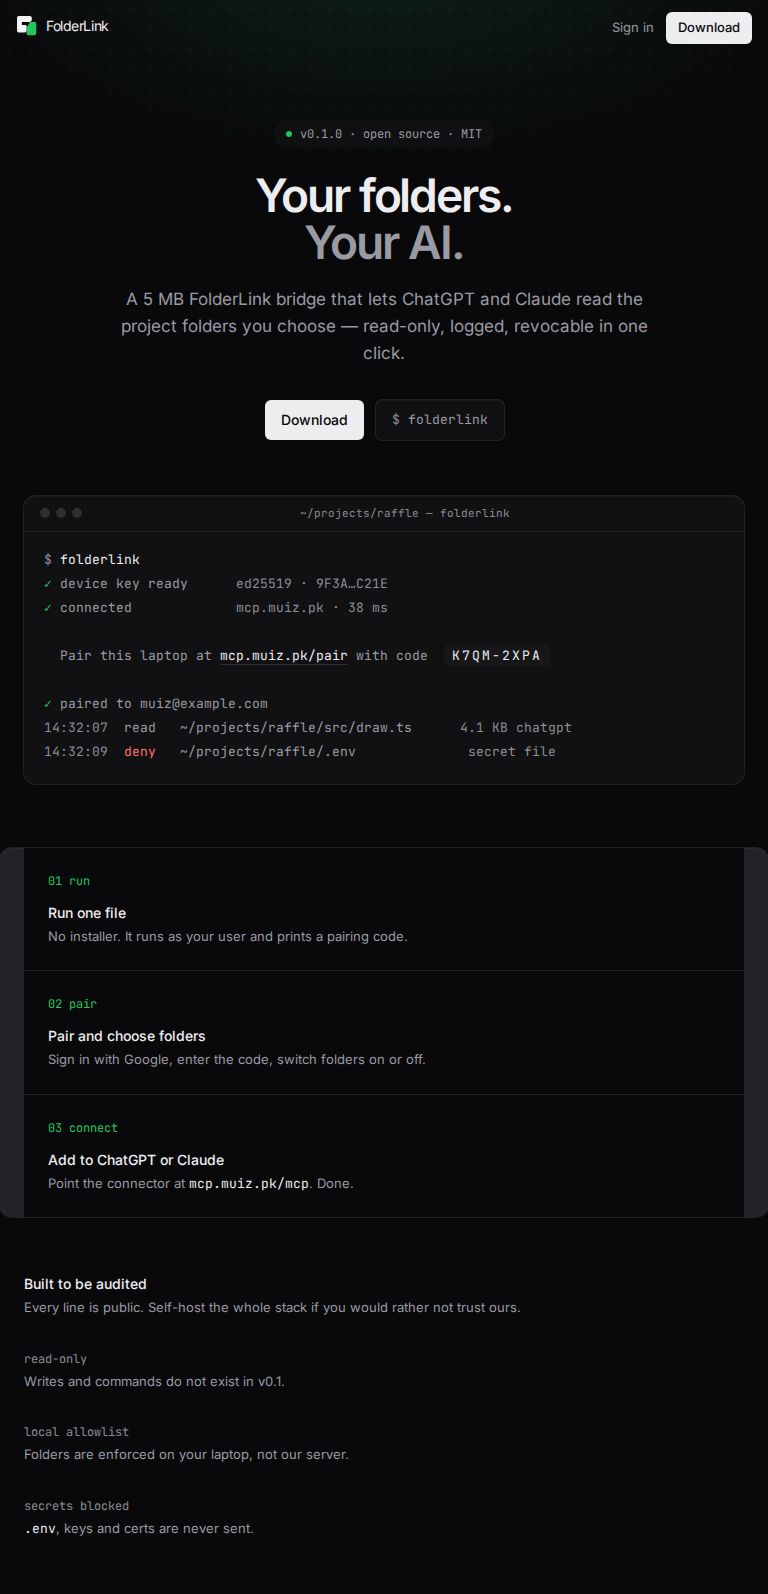 FolderLink
Sign in
Download
v0.1.0 · open source · MIT
Your folders.
Your AI.
A 5 MB FolderLink bridge that lets ChatGPT and Claude read the
project folders you choose — read-only, logged, revocable in one
click.
Download
$ folderlink
~/projects/raffle — folderlink
$ folderlink
✓ device key ready ed25519 · 9F3A…C21E
✓ connected mcp.muiz.pk · 38 ms
Pair this laptop at mcp.muiz.pk/pair with code K7QM-2XPA
✓ paired to muiz@example.com
14:32:07 read ~/projects/raffle/src/draw.ts 4.1 KB chatgpt
14:32:09 deny ~/projects/raffle/.env secret file
01 run
Run one file
No installer. It runs as your user and prints a pairing code.
02 pair
Pair and choose folders
Sign in with Google, enter the code, switch folders on or off.
03 connect
Add to ChatGPT or Claude
Point the connector at mcp.muiz.pk/mcp. Done.
Built to be audited
Every line is public. Self-host the whole stack if you would rather not trust ours.
read-only
Writes and commands do not exist in v0.1.
local allowlist
Folders are enforced on your laptop, not our server.
secrets blocked
.env, keys and certs are never sent.